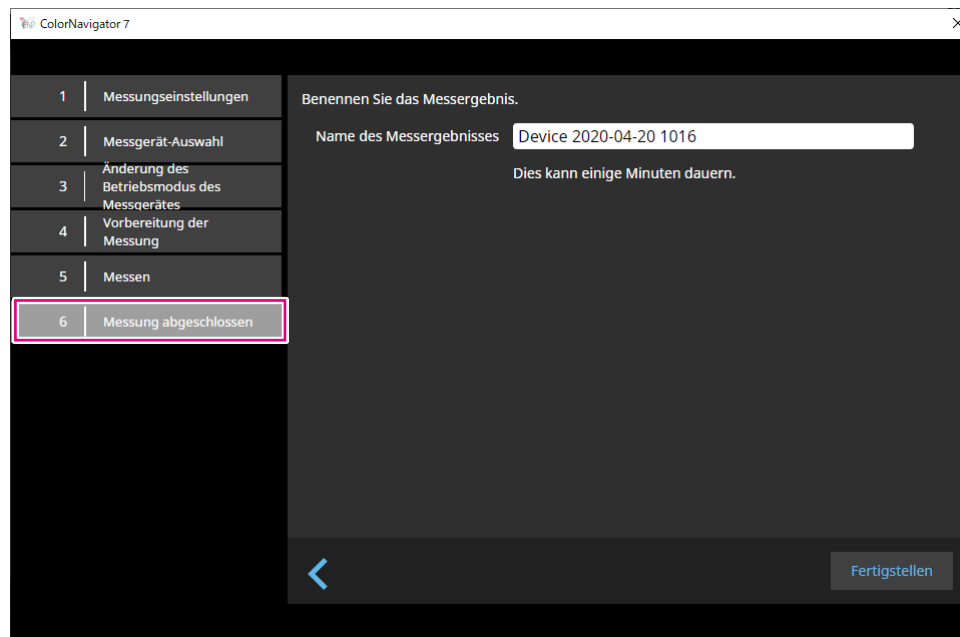 ColorNavigator 7
1 Messungseinstellungen
2 Messgerät-Auswahl
3 Änderung des
Betriebsmodus des
Messgerätes
4 Vorbereitung der
Messung
5 Messen
6 Messung abgeschlossen
Benennen Sie das Messergebnis.
Name des Messergebnisses Device 2020-04-20 1016
Dies kann einige Minuten dauern.
Fertigstellen